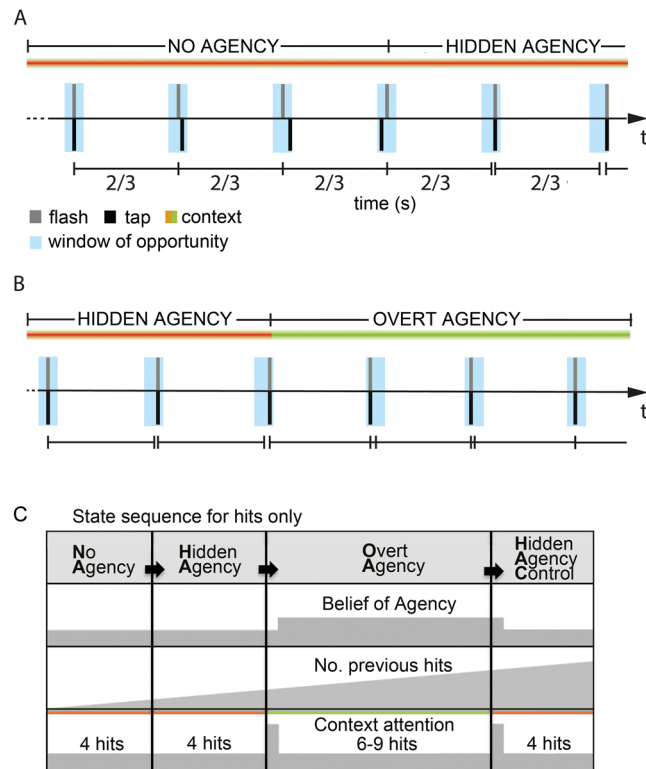 A
NO AGENCY HIDDEN AGENCY
t
2/3 2/3 2/3 2/3 2/3
time (s)
flash tap context
window of opportunity
B
HIDDEN AGENCY OVERT AGENCY
t
C State sequence for hits only
No Agency
Hidden Agency
Overt Agency
Hidden Agency Control
Belief of Agency
No. previous hits
Context attention
4 hits 4 hits 6-9 hits 4 hits